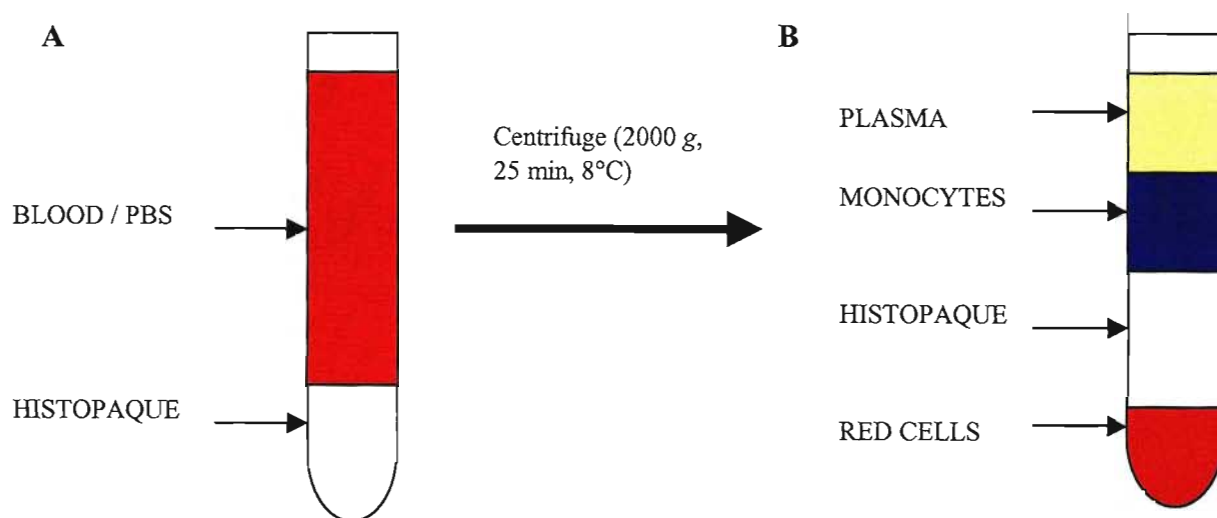 A
BLOOD / PBS
HISTOPAQUE
Centrifuge (2000 g,
25 min, 8°C)
B
PLASMA
MONOCYTES
HISTOPAQUE
RED CELLS